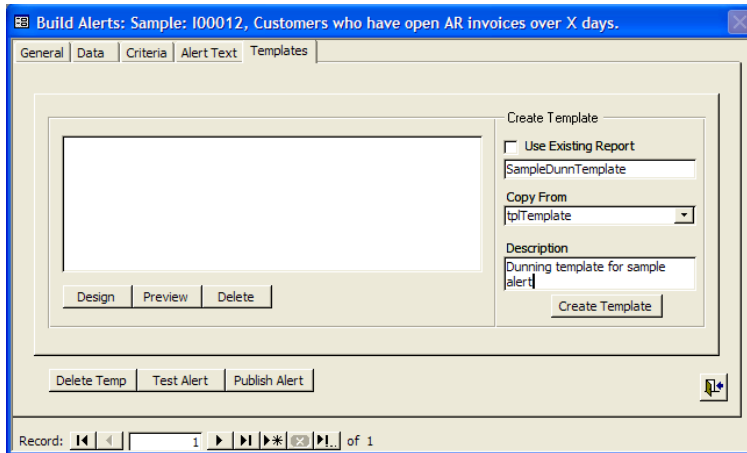 Build Alerts: Sample: I00012, Customers who have open AR invoices over X days.
General Data Criteria Alert Text Templates
Create Template
Use Existing Report
SampleDunnTemplate
Copy From
tplTemplate
Description
Dunning template for sample
alert
Design Preview Delete
Create Template
Delete Temp Test Alert Publish Alert
Record: 1 of 1